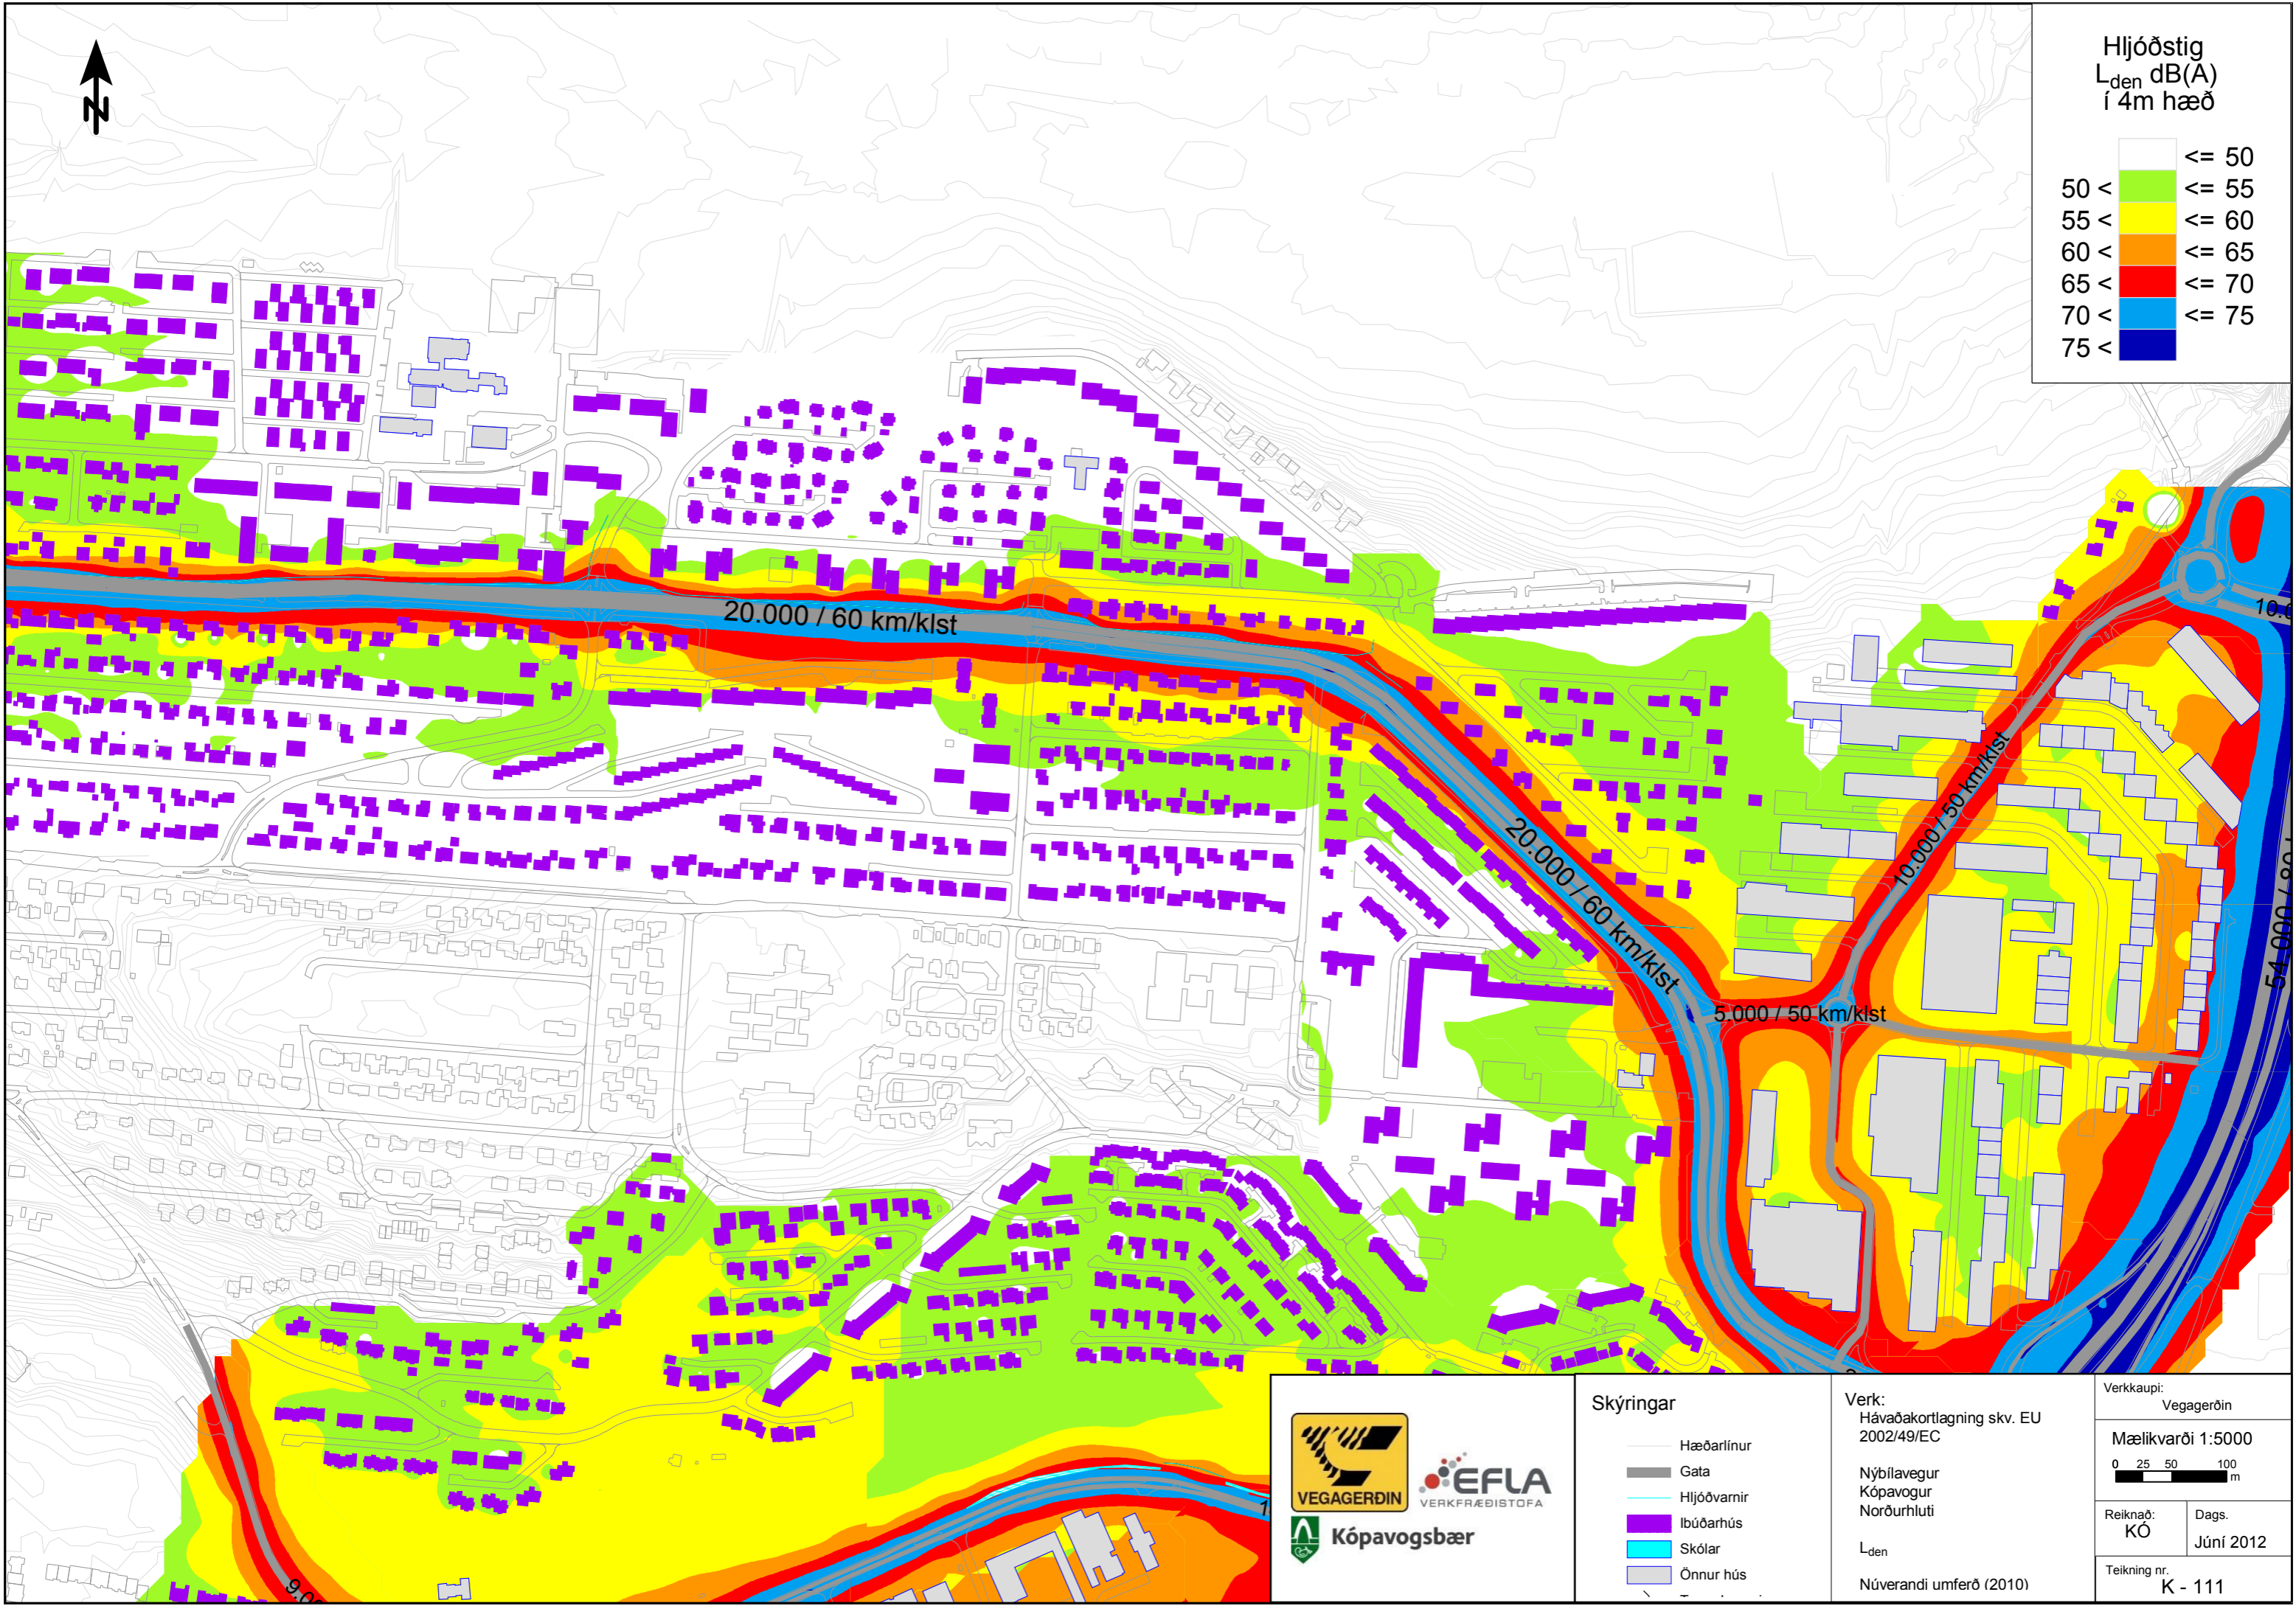 N
Hljóðstig
Lden dB(A)
í 4m hæð
<= 50
50 < <= 55
55 < <= 60
60 < <= 65
65 < <= 70
70 < <= 75
75 <
20.000 / 60 km/klst
20.000 / 60 km/klst
10.000 / 50 km/klst
5.000 / 50 km/klst
54.000 /
VEGAGERÐIN
EFLA
VERKFRÆÐISTOFA
Kópavogsbær
Skýringar
Hæðarlínur
Gata
Hljóðvarnir
Ibúðarhús
Skólar
Önnur hús
Verk:
Hávaðakortlagning skv. EU
2002/49/EC
Nýbílavegur
Kópavogur
Norðurhluti
Lden
Núverandi umferð (2010)
Verkkaupi:
Vegagerðin
Mælikvarði 1:5000
0 25 50 100
m
Reiknað:
KÓ
Dags.
Júní 2012
Teikning nr.
K - 111